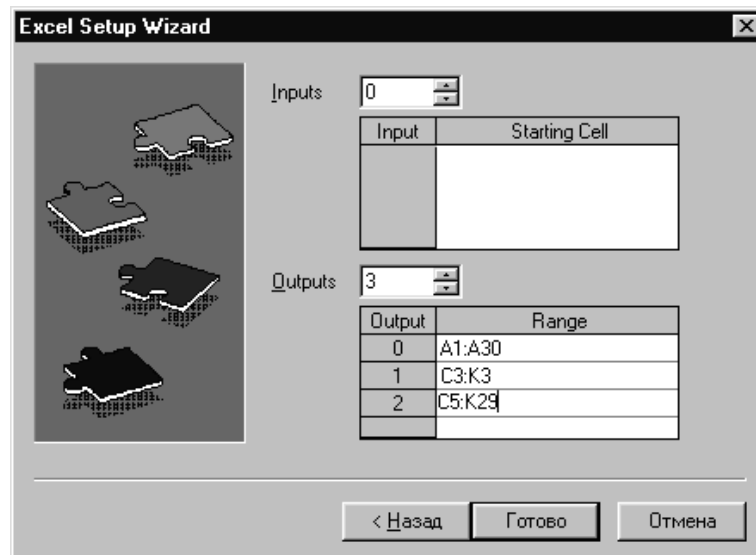 Excel Setup Wizard
Inputs 0
Input Starting Cell
Outputs 3
Output Range
0 A1:A30
1 C3:K3
2 C5:K29
< Назад Готово Отмена